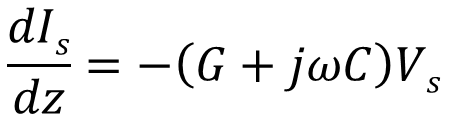 dI_s/dz = −(G + jωC)V_s